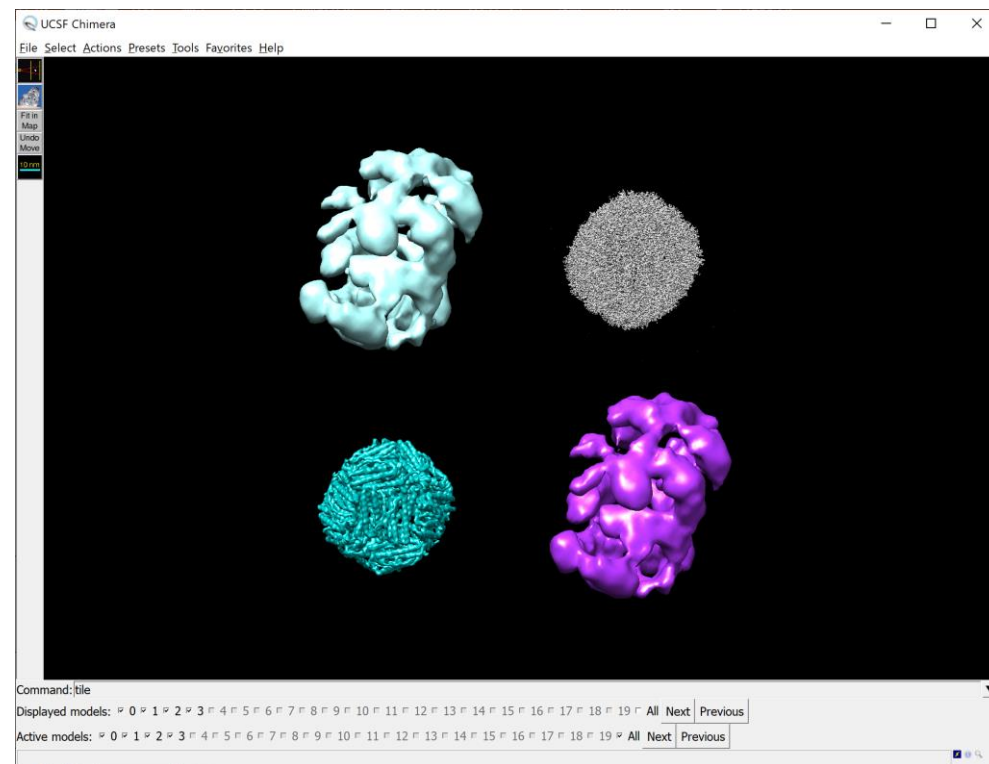 UCSF Chimera
File Select Actions Presets Tools Favorites Help
Fit in
Map
Undo
Move
10 nm
Command: tile
Displayed models: 0 1 2 3 4 5 6 7 8 9 10 11 12 13 14 15 16 17 18 19 All Next Previous
Active models: 0 1 2 3 4 5 6 7 8 9 10 11 12 13 14 15 16 17 18 19 All Next Previous